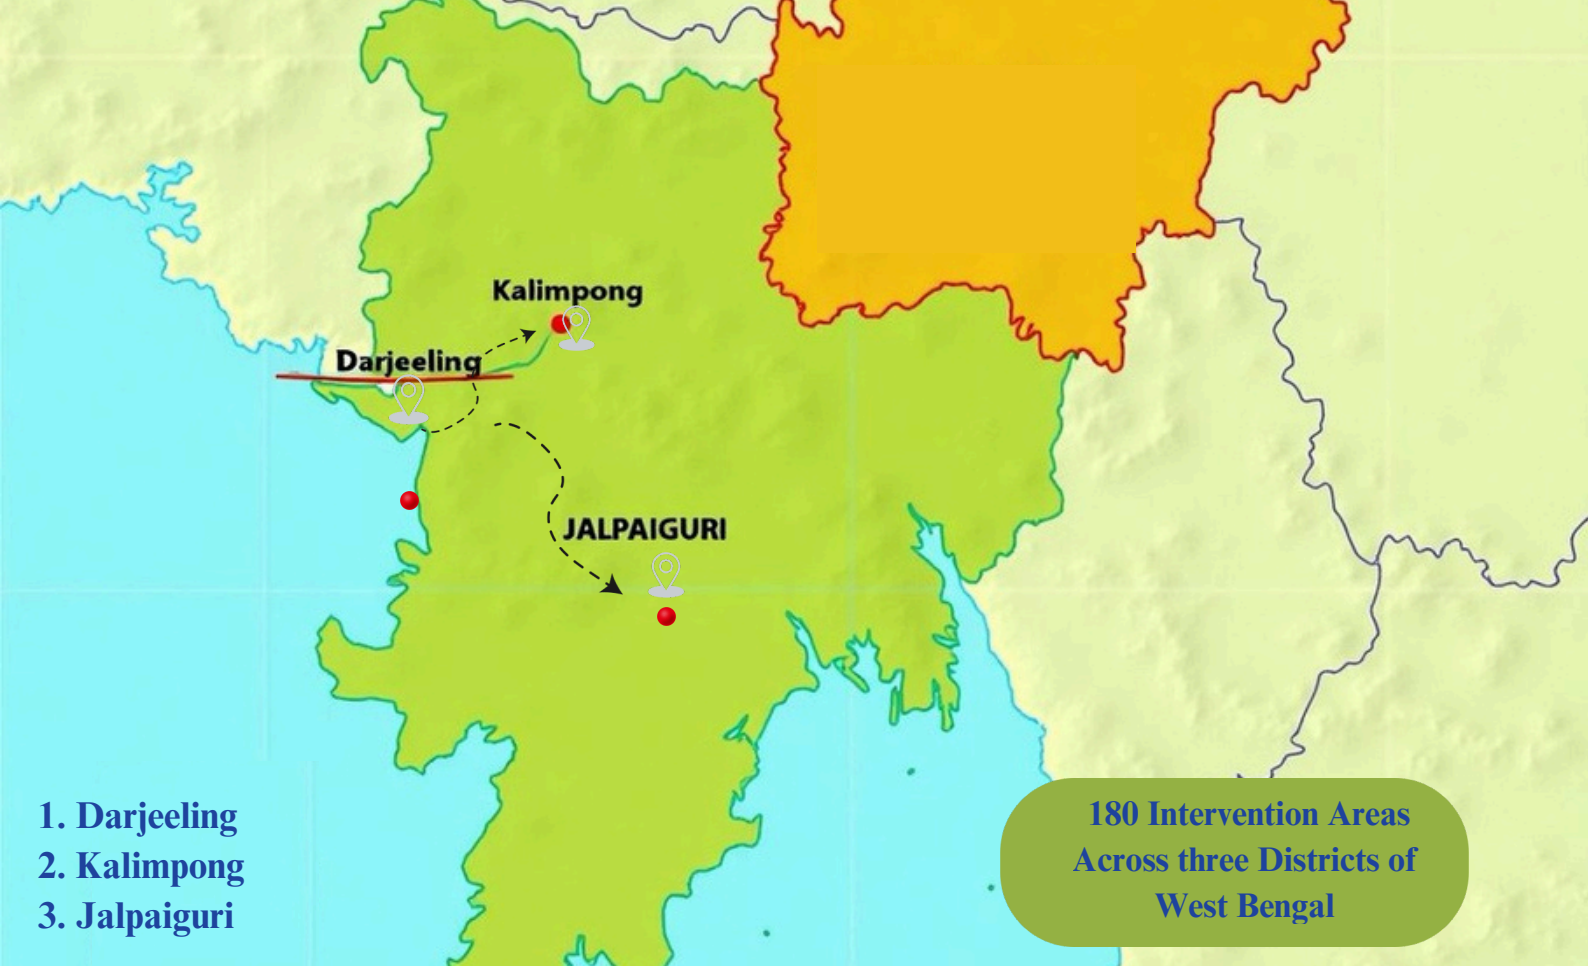 Kalimpong
Darjeeling
JALPAIGURI
1. Darjeeling
2. Kalimpong
3. Jalpaiguri
180 Intervention Areas
Across three Districts of
West Bengal